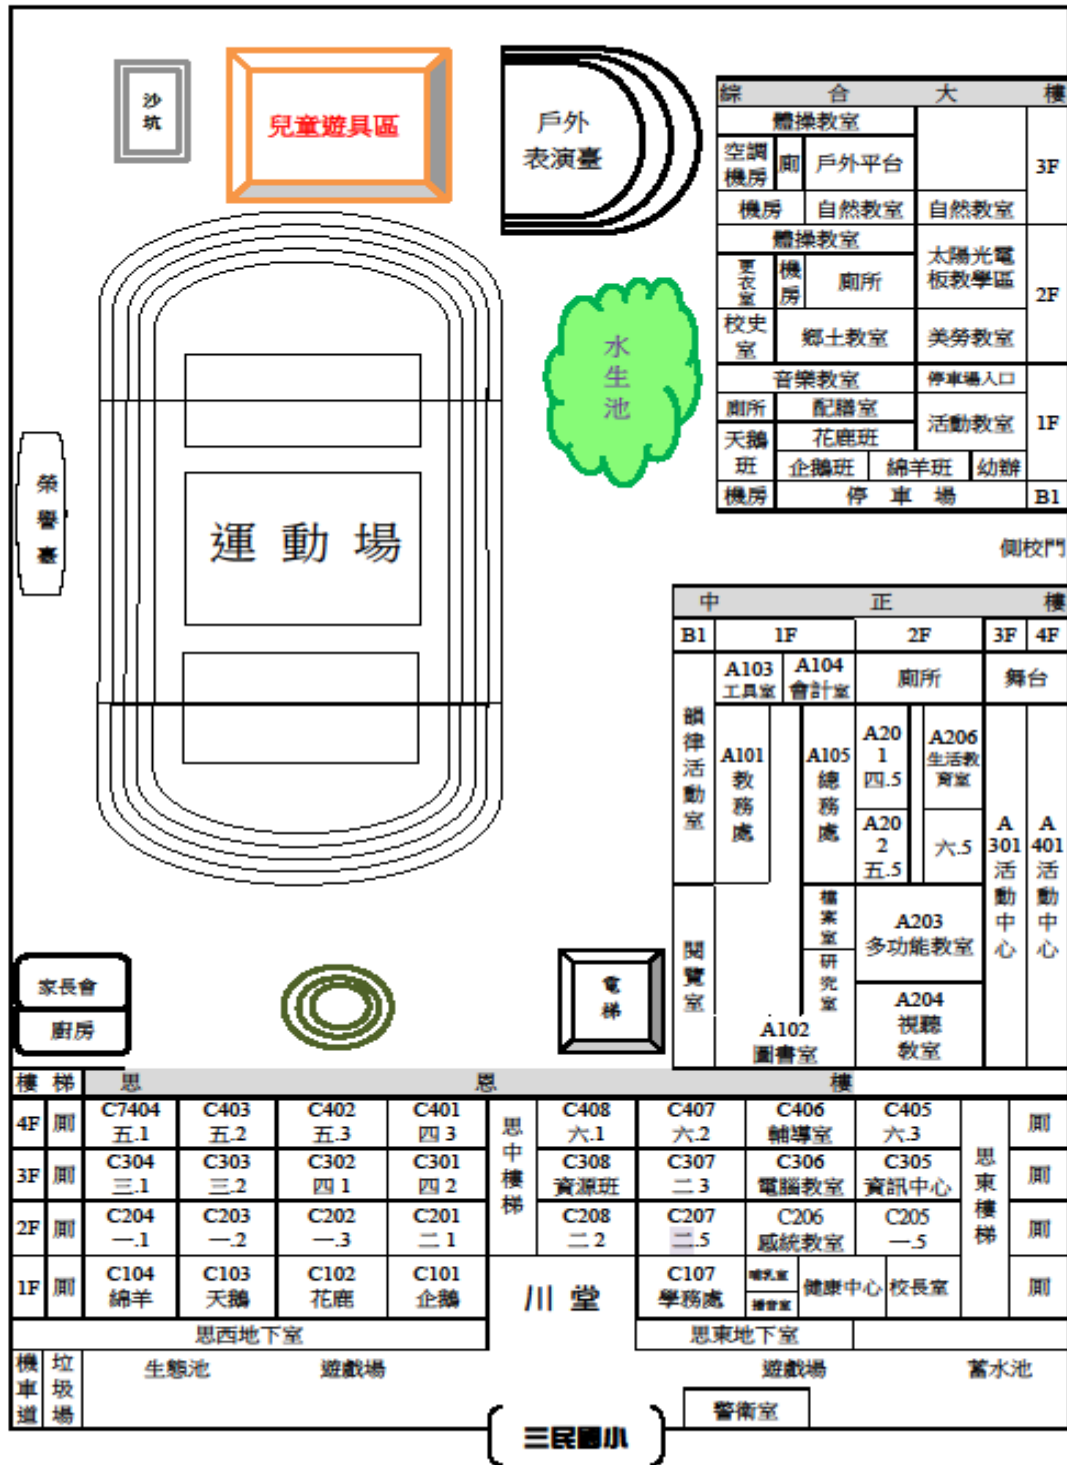 沙
坑
兒童遊具區
戶外
表演臺
綜 合 大 樓
體操教室
空調
機房
廁
戶外平台
3F
機房
自然教室
自然教室
體操教室
太陽光電
板教學區
更衣室
機房
廁所
2F
校史
室
鄉土教室
美勞教室
音樂教室
停車場入口
廁所
配膳室
活動教室
1F
天鵝
班
花鹿班
企鵝班
綿羊班
幼辦
機房
停 車 場
B1
水
生
池
榮
譽
臺
運 動 場
側校門
中 正 樓
B1
1F
2F
3F
4F
韻律活動室
A103
工具室
A104
會計室
廁所
舞台
A101
教
務
處
A105
總
務
處
A20
1
四.5
A206
生活教
育室
A20
2
五.5
六.5
A
301
活
動
中
心
A
401
活
動
中
心
閱
覽
室
檔
案
室
A203
多功能教室
研
究
室
A204
視聽
教室
A102
圖書室
家長會
廚房
電
梯
樓 梯 思 恩 樓
4F
廁
C7404
五.1
C403
五.2
C402
五.3
C401
四 3
思
中
樓
梯
C408
六.1
C407
六.2
C406
輔導室
C405
六.3
思
東
樓
梯
廁
3F
廁
C304
三.1
C303
三.2
C302
四 1
C301
四 2
C308
資源班
C307
二 3
C306
電腦教室
C305
資訊中心
廁
2F
廁
C204
一.1
C203
一.2
C202
一.3
C201
二 1
C208
二 2
C207
二.5
C206
感統教室
C205
一.5
廁
1F
廁
C104
綿羊
C103
天鵝
C102
花鹿
C101
企鵝
川 堂
C107
學務處
哺乳室
播音室
健康中心
校長室
廁
思西地下室
思東地下室
機
車
道
垃
圾
場
生態池
遊戲場
遊戲場
蓄水池
警衛室
三民國小